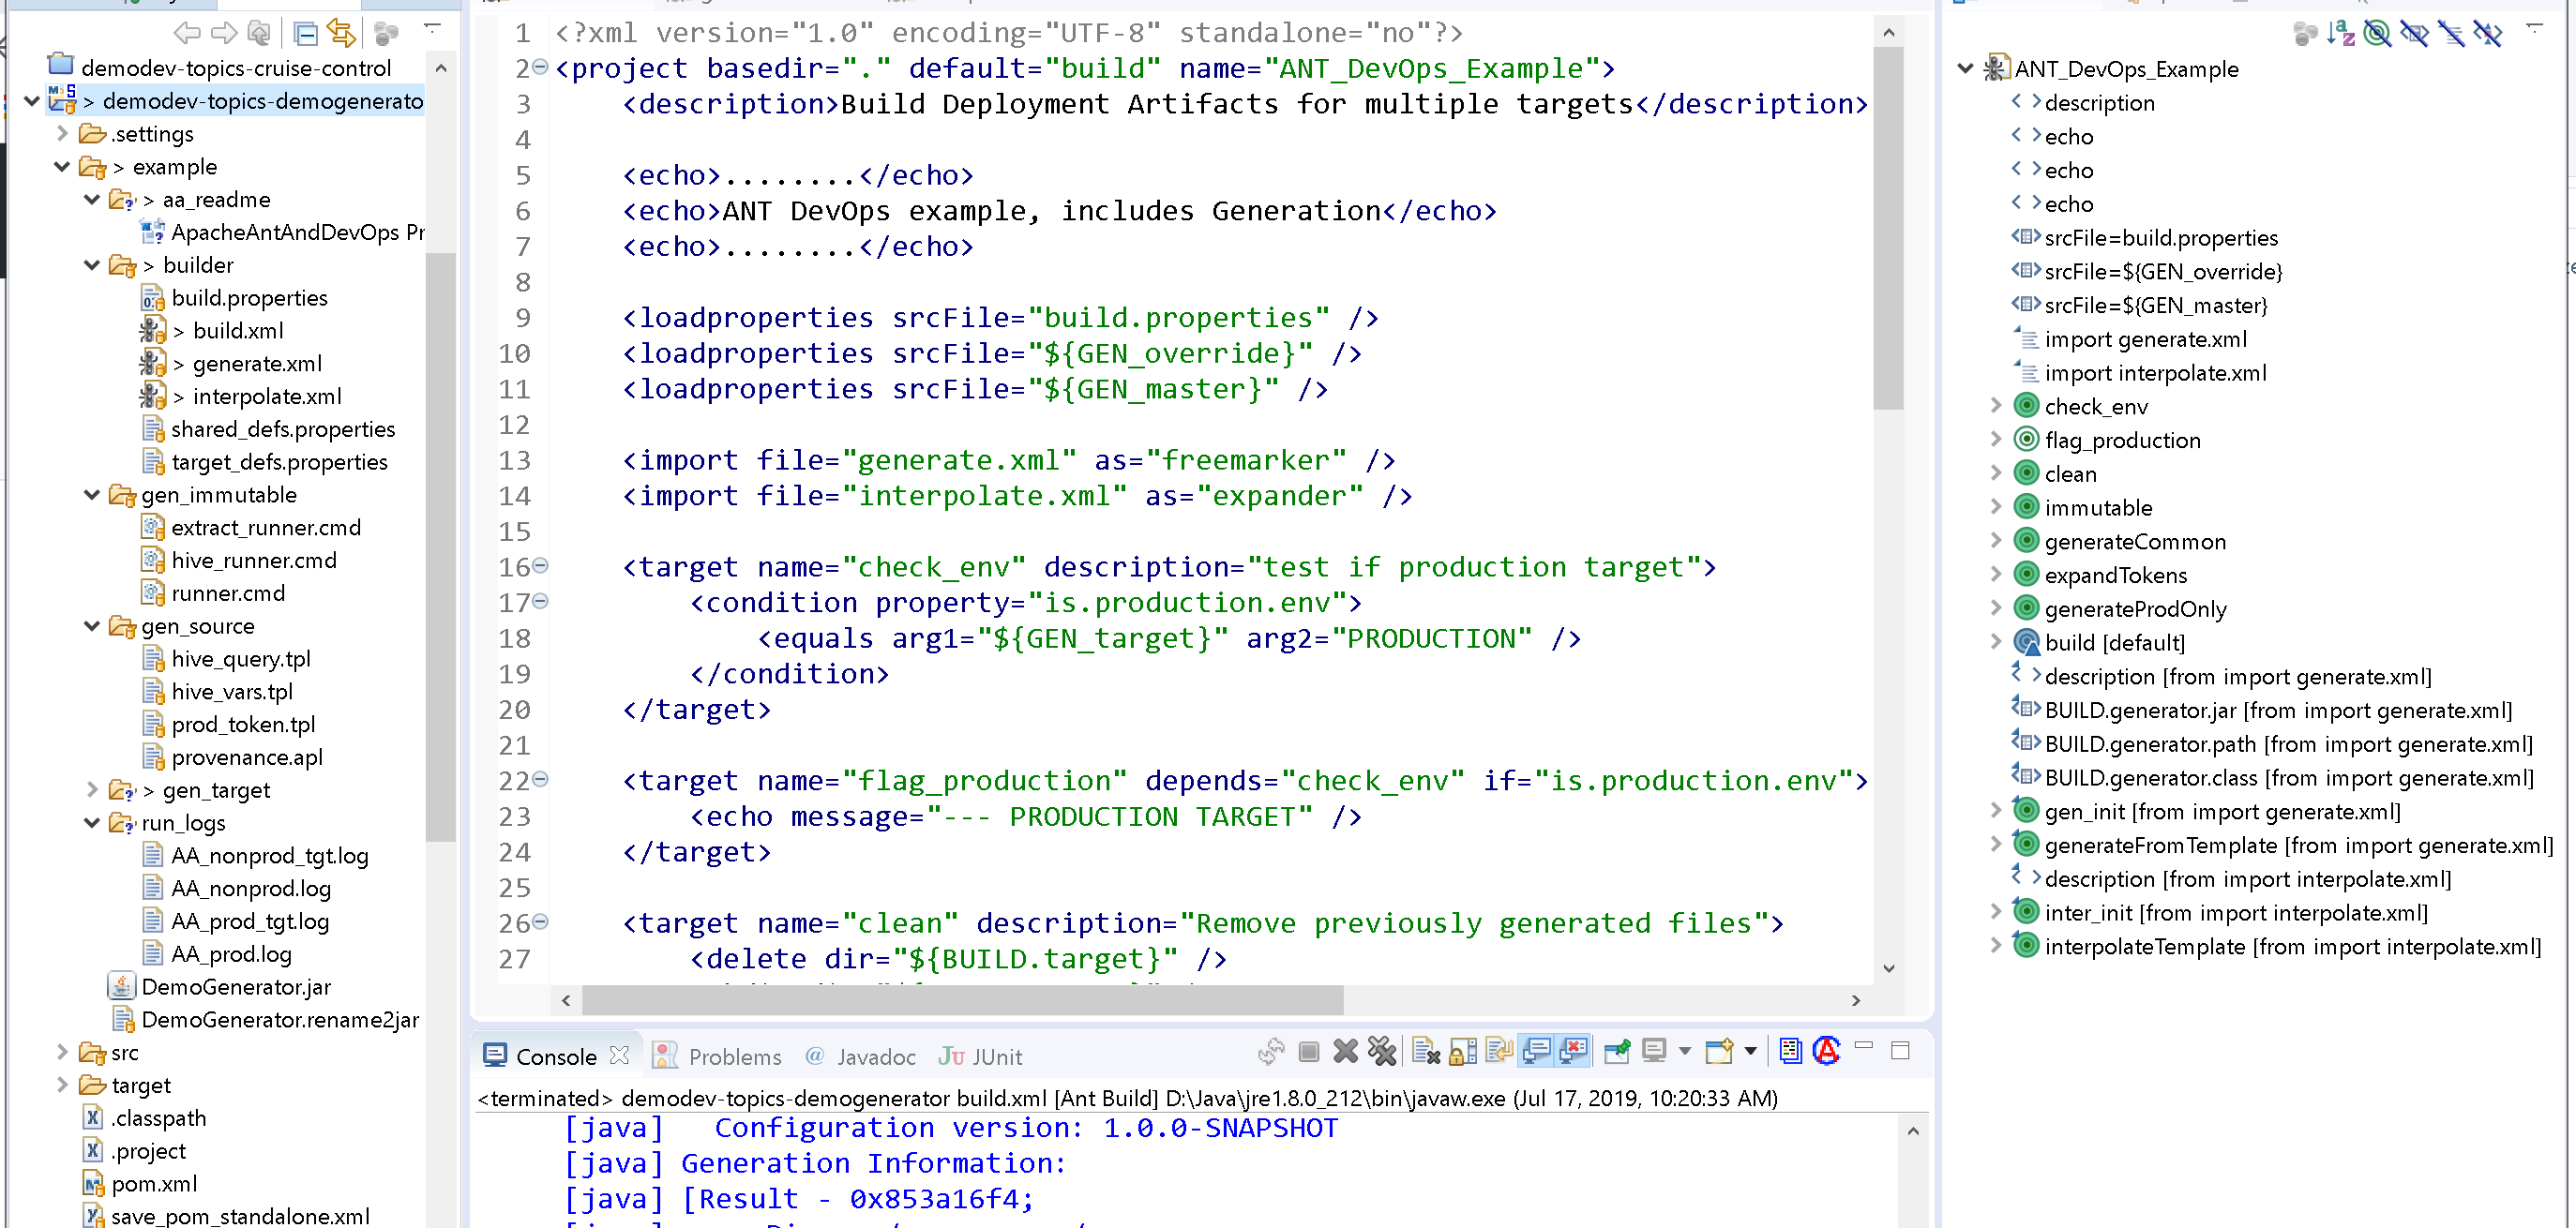 demodev-topics-cruise-control
> demodev-topics-demogenerato
.settings
> example
> aa_readme
ApacheAntAndDevOps Pr
> builder
build.properties
> build.xml
> generate.xml
> interpolate.xml
shared_defs.properties
target_defs.properties
gen_immutable
extract_runner.cmd
hive_runner.cmd
runner.cmd
gen_source
hive_query.tpl
hive_vars.tpl
prod_token.tpl
provenance.apl
> gen_target
run_logs
AA_nonprod_tgt.log
AA_nonprod.log
AA_prod_tgt.log
AA_prod.log
DemoGenerator.jar
DemoGenerator.rename2jar
src
target
.classpath
.project
pom.xml
save_pom_standalone.xml
1 <?xml version="1.0" encoding="UTF-8" standalone="no"?>
2 <project basedir="." default="build" name="ANT_DevOps_Example">
3 <description>Build Deployment Artifacts for multiple targets</description>
4
5 <echo>........</echo>
6 <echo>ANT DevOps example, includes Generation</echo>
7 <echo>........</echo>
8
9 <loadproperties srcFile="build.properties" />
10 <loadproperties srcFile="${GEN_override}" />
11 <loadproperties srcFile="${GEN_master}" />
12
13 <import file="generate.xml" as="freemarker" />
14 <import file="interpolate.xml" as="expander" />
15
16 <target name="check_env" description="test if production target">
17 <condition property="is.production.env">
18 <equals arg1="${GEN_target}" arg2="PRODUCTION" />
19 </condition>
20 </target>
21
22 <target name="flag_production" depends="check_env" if="is.production.env">
23 <echo message="--- PRODUCTION TARGET" />
24 </target>
25
26 <target name="clean" description="Remove previously generated files">
27 <delete dir="${BUILD.target}" />
Console
Problems
@ Javadoc
JU JUnit
<terminated> demodev-topics-demogenerator build.xml [Ant Build] D:\Java\jre1.8.0_212\bin\javaw.exe (Jul 17, 2019, 10:20:33 AM)
[java] Configuration version: 1.0.0-SNAPSHOT
[java] Generation Information:
[java] [Result - 0x853a16f4;
ANT_DevOps_Example
description
echo
echo
echo
srcFile=build.properties
srcFile=${GEN_override}
srcFile=${GEN_master}
import generate.xml
import interpolate.xml
check_env
flag_production
clean
immutable
generateCommon
expandTokens
generateProdOnly
build [default]
description [from import generate.xml]
BUILD.generator.jar [from import generate.xml]
BUILD.generator.path [from import generate.xml]
BUILD.generator.class [from import generate.xml]
gen_init [from import generate.xml]
generateFromTemplate [from import generate.xml]
description [from import interpolate.xml]
inter_init [from import interpolate.xml]
interpolateTemplate [from import interpolate.xml]